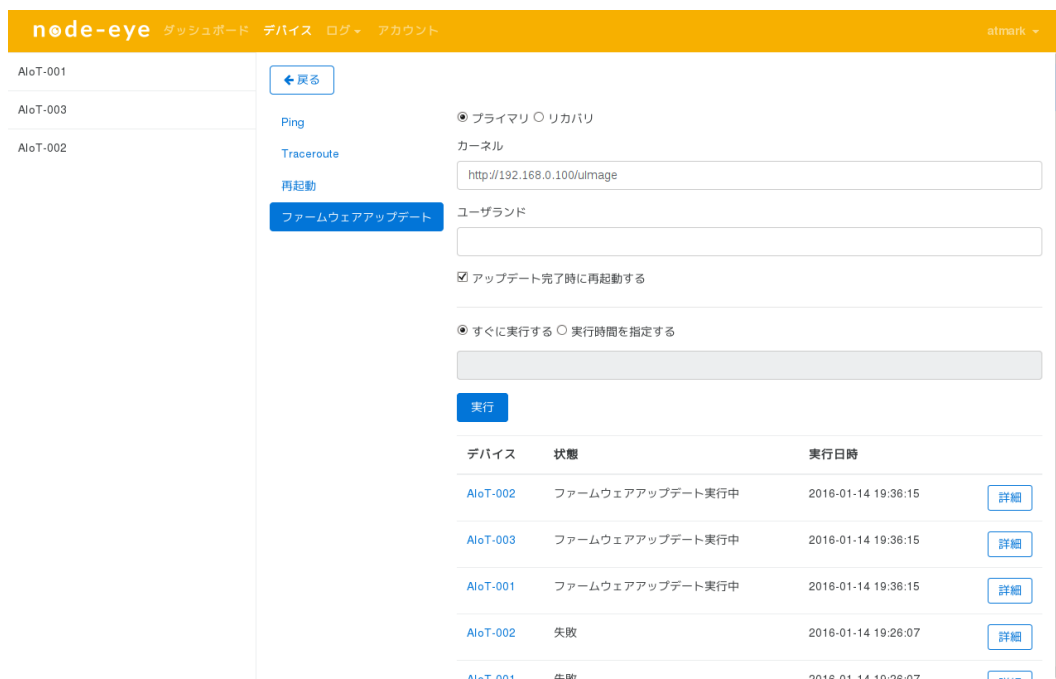 node-eye ダッシュボード デバイス ログ アカウント atmark
AIoT-001
AIoT-003
AIoT-002
戻る
Ping
Traceroute
再起動
ファームウェアアップデート
プライマリ リカバリ
カーネル
http://192.168.0.100/uImage
ユーザランド
アップデート完了時に再起動する
すぐに実行する 実行時間を指定する
実行
デバイス 状態 実行日時
AIoT-002 ファームウェアアップデート実行中 2016-01-14 19:36:15 詳細
AIoT-003 ファームウェアアップデート実行中 2016-01-14 19:36:15 詳細
AIoT-001 ファームウェアアップデート実行中 2016-01-14 19:36:15 詳細
AIoT-002 失敗 2016-01-14 19:26:07 詳細
AIoT-001 失敗 2016-01-14 19:26:07